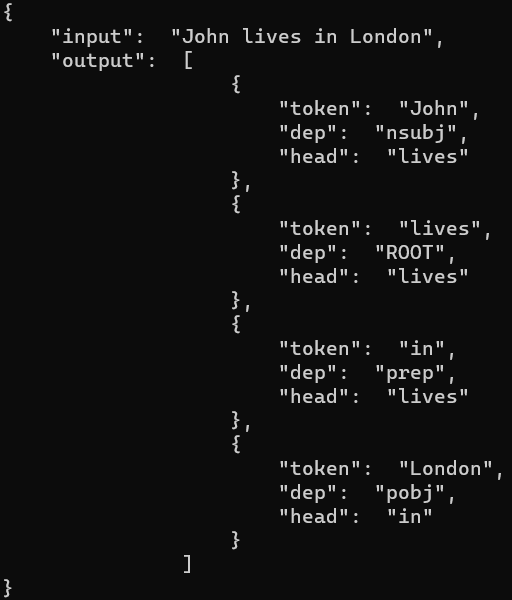 {
    "input":  "John lives in London",
    "output":  [
                   {
                       "token":  "John",
                       "dep":  "nsubj",
                       "head":  "lives"
                   },
                   {
                       "token":  "lives",
                       "dep":  "ROOT",
                       "head":  "lives"
                   },
                   {
                       "token":  "in",
                       "dep":  "prep",
                       "head":  "lives"
                   },
                   {
                       "token":  "London",
                       "dep":  "pobj",
                       "head":  "in"
                   }
               ]
}